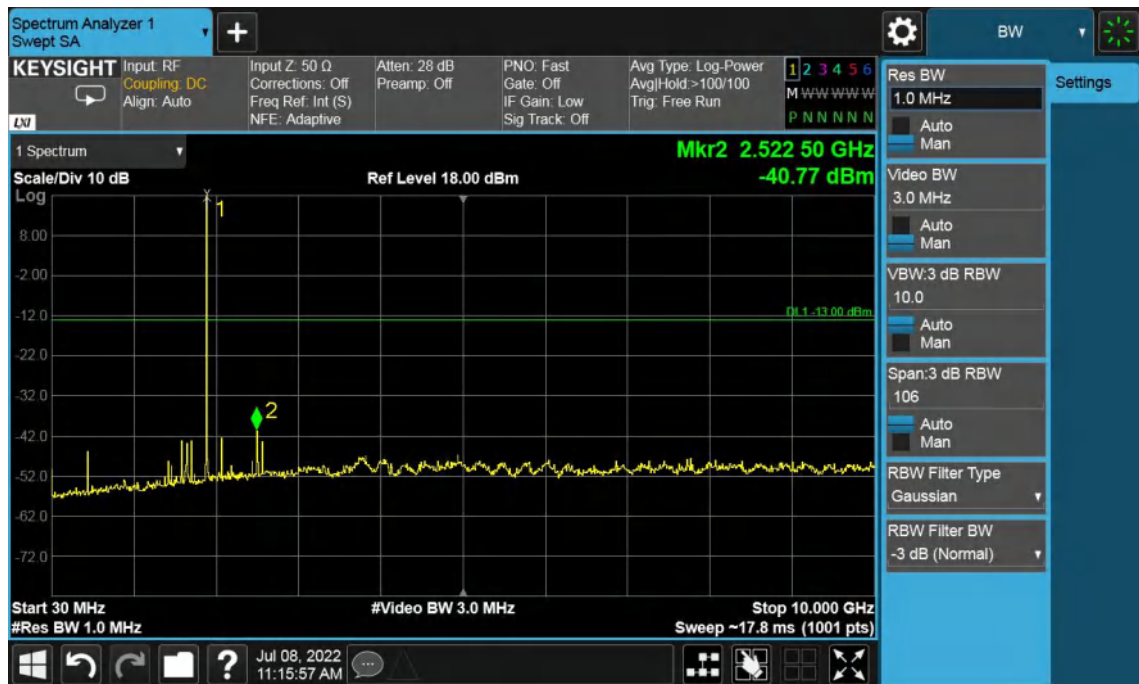 Spectrum Analyzer 1
Swept SA
+
BW
KEYSIGHT
Input: RF
Coupling: DC
Align: Auto
Input Z: 50 Ω
Corrections: Off
Freq Ref: Int (S)
NFE: Adaptive
Atten: 28 dB
Preamp: Off
PNO: Fast
Gate: Off
IF Gain: Low
Sig Track: Off
Avg Type: Log-Power
Avg|Hold:>100/100
Trig: Free Run
1 2 3 4 5 6
M W W W W W
P N N N N N
LXI
1 Spectrum
Mkr2 2.522 50 GHz
-40.77 dBm
Scale/Div 10 dB
Ref Level 18.00 dBm
Log
1
8.00
-2.00
-12.0
DL1 -13.00 dBm
-22.0
-32.0
2
-42.0
-52.0
-62.0
-72.0
Start 30 MHz
#Video BW 3.0 MHz
Stop 10.000 GHz
#Res BW 1.0 MHz
Sweep ~17.8 ms (1001 pts)
Settings
Res BW
1.0 MHz
Auto
Man
Video BW
3.0 MHz
Auto
Man
VBW:3 dB RBW
10.0
Auto
Man
Span:3 dB RBW
106
Auto
Man
RBW Filter Type
Gaussian
RBW Filter BW
-3 dB (Normal)
?
Jul 08, 2022
11:15:57 AM